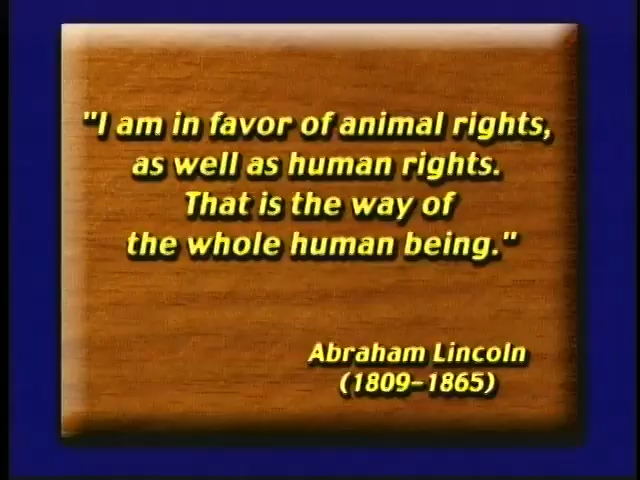 "I am in favor of animal rights,
as well as human rights.
That is the way of
the whole human being."
Abraham Lincoln
(1809–1865)